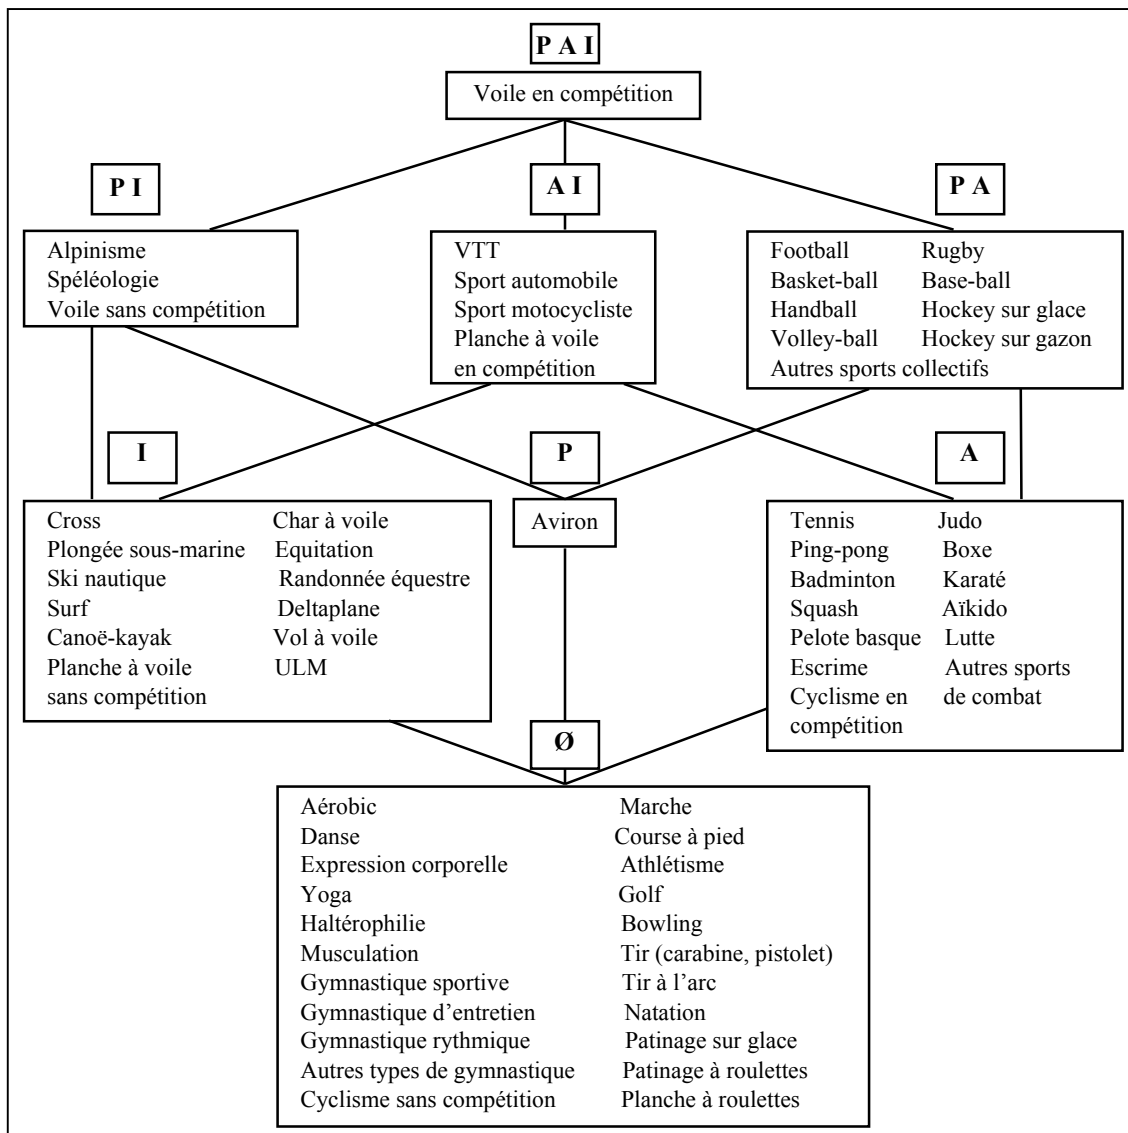 P A I
Voile en compétition
P I
A I
P A
Alpinisme
Spéléologie
Voile sans compétition
VTT
Sport automobile
Sport motocycliste
Planche à voile
en compétition
Football Rugby
Basket-ball Base-ball
Handball Hockey sur glace
Volley-ball Hockey sur gazon
Autres sports collectifs
I
P
A
Cross Char à voile
Plongée sous-marine Equitation
Ski nautique Randonnée équestre
Surf Deltaplane
Canoë-kayak Vol à voile
Planche à voile ULM
sans compétition
Aviron
Tennis Judo
Ping-pong Boxe
Badminton Karaté
Squash Aïkido
Pelote basque Lutte
Escrime Autres sports
Cyclisme en de combat
compétition
Ø
Aérobic Marche
Danse Course à pied
Expression corporelle Athlétisme
Yoga Golf
Haltérophilie Bowling
Musculation Tir (carabine, pistolet)
Gymnastique sportive Tir à l’arc
Gymnastique d’entretien Natation
Gymnastique rythmique Patinage sur glace
Autres types de gymnastique Patinage à roulettes
Cyclisme sans compétition Planche à roulettes